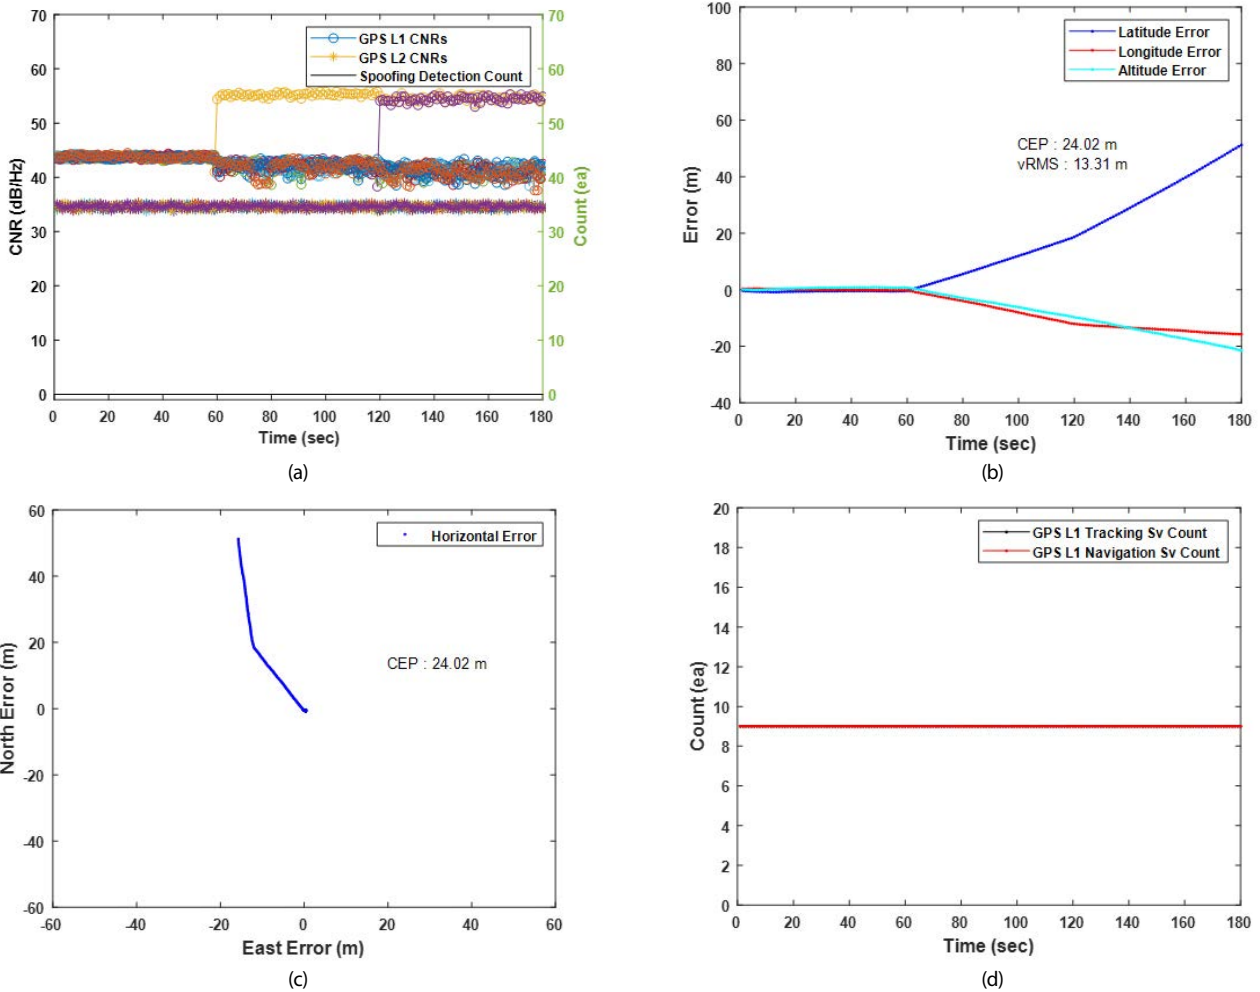 70
60
50
40
30
20
10
0
CNR (dB/Hz)
GPS L1 CNRs
GPS L2 CNRs
Spoofing Detection Count
70
60
50
40
30
20
10
0
Count (ea)
0 20 40 60 80 100 120 140 160 180
Time (sec)
(a)
100
80
60
40
20
0
-20
-40
Error (m)
Latitude Error
Longitude Error
Altitude Error
CEP : 24.02 m
vRMS : 13.31 m
0 20 40 60 80 100 120 140 160 180
Time (sec)
(b)
60
40
20
0
-20
-40
-60
North Error (m)
Horizontal Error
CEP : 24.02 m
-60 -40 -20 0 20 40 60
East Error (m)
(c)
20
18
16
14
12
10
8
6
4
2
0
Count (ea)
GPS L1 Tracking Sv Count
GPS L1 Navigation Sv Count
0 20 40 60 80 100 120 140 160 180
Time (sec)
(d)